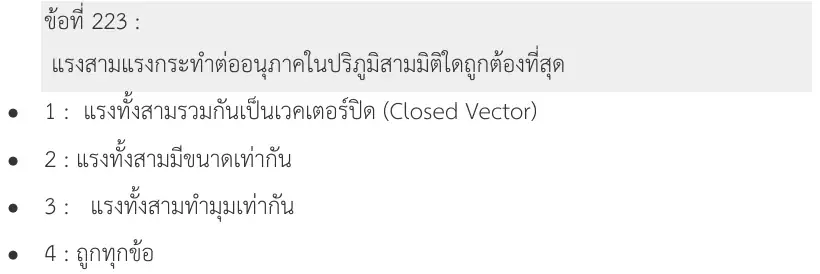 ข้อที่ 223 :
แรงสามแรงกระทำต่ออนุภาคในปริภูมิสามมิติใดถูกต้องที่สุด
• 1 : แรงทั้งสามรวมกันเป็นเวคเตอร์ปิด (Closed Vector)
• 2 : แรงทั้งสามมีขนาดเท่ากัน
• 3 : แรงทั้งสามทำมุมเท่ากัน
• 4 : ถูกทุกข้อ